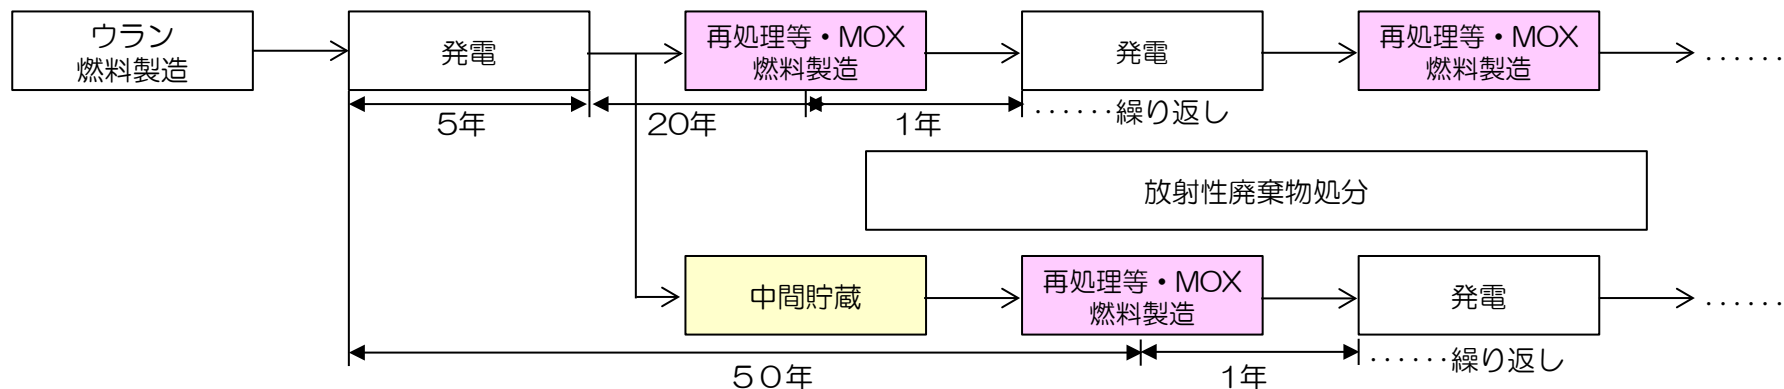 ウラン
燃料製造
発電
再処理等・MOX
燃料製造
発電
再処理等・MOX
燃料製造
‥‥‥
5年
20年
1年
‥‥‥繰り返し
放射性廃棄物処分
中間貯蔵
再処理等・MOX
燃料製造
発電
‥‥‥
50年
1年
‥‥‥繰り返し